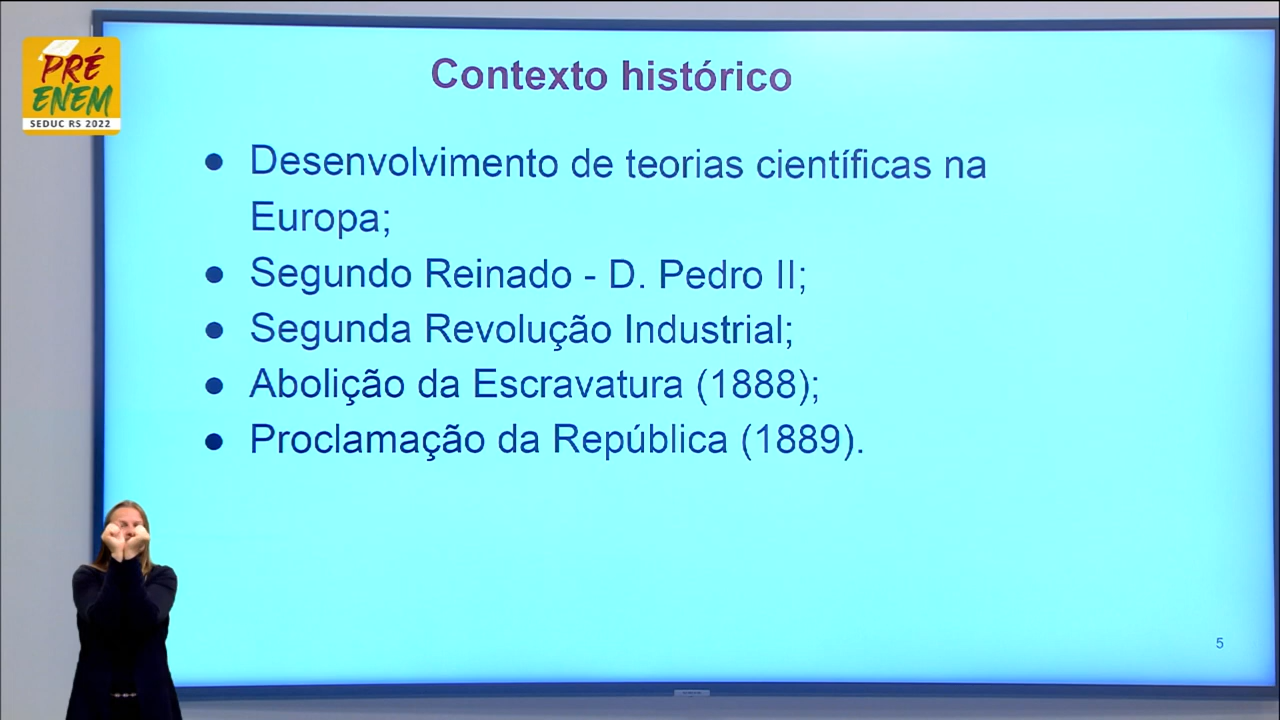 PRÉ
ENEM
SEDUC RS 2022
Contexto histórico
● Desenvolvimento de teorias científicas na
Europa;
● Segundo Reinado - D. Pedro II;
● Segunda Revolução Industrial;
● Abolição da Escravatura (1888);
● Proclamação da República (1889).
5